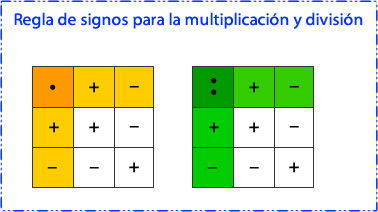 Regla de signos para la multiplicación y división
• + − : + −
+ + − + + −
− − + − − +